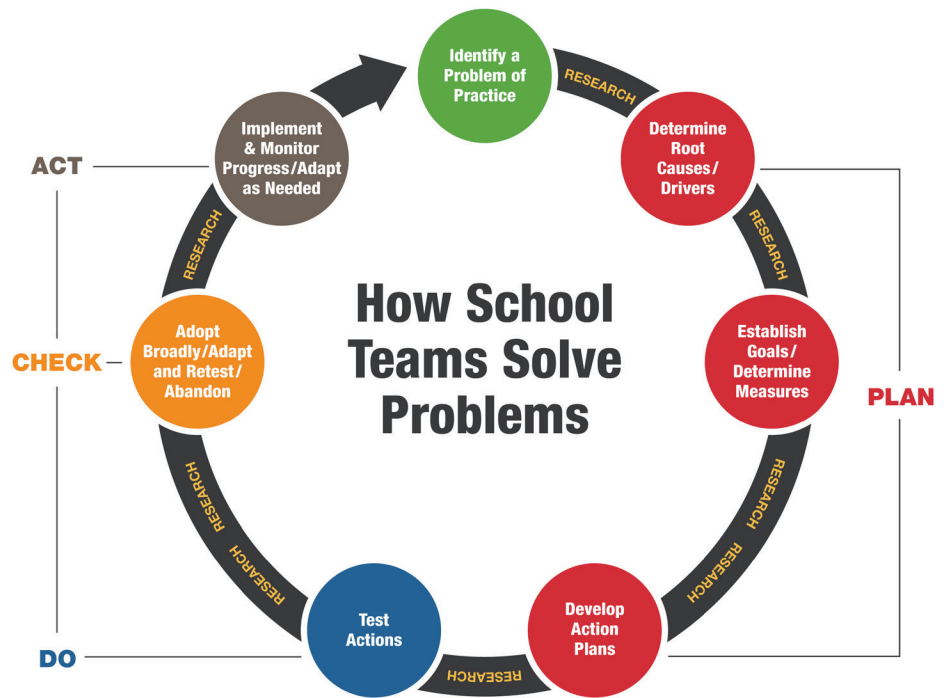 Identify a
Problem of
Practice
RESEARCH
Determine
Root
Causes/
Drivers
RESEARCH
Establish
Goals/
Determine
Measures
PLAN
RESEARCH
RESEARCH
Develop
Action
Plans
RESEARCH
Test
Actions
DO
RESEARCH
RESEARCH
Adopt
Broadly/Adapt
and Retest/
Abandon
CHECK
RESEARCH
Implement
& Monitor
Progress/Adapt
as Needed
ACT
How School
Teams Solve
Problems